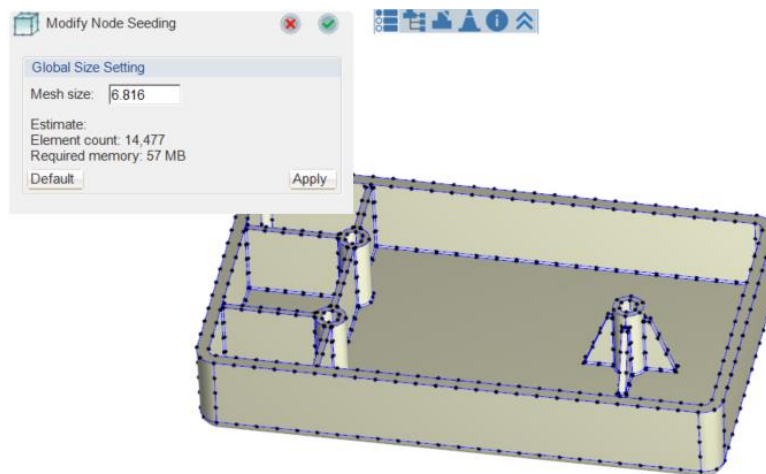 Modify Node Seeding
Global Size Setting
Mesh size: 6.816
Estimate:
Element count: 14,477
Required memory: 57 MB
Default
Apply